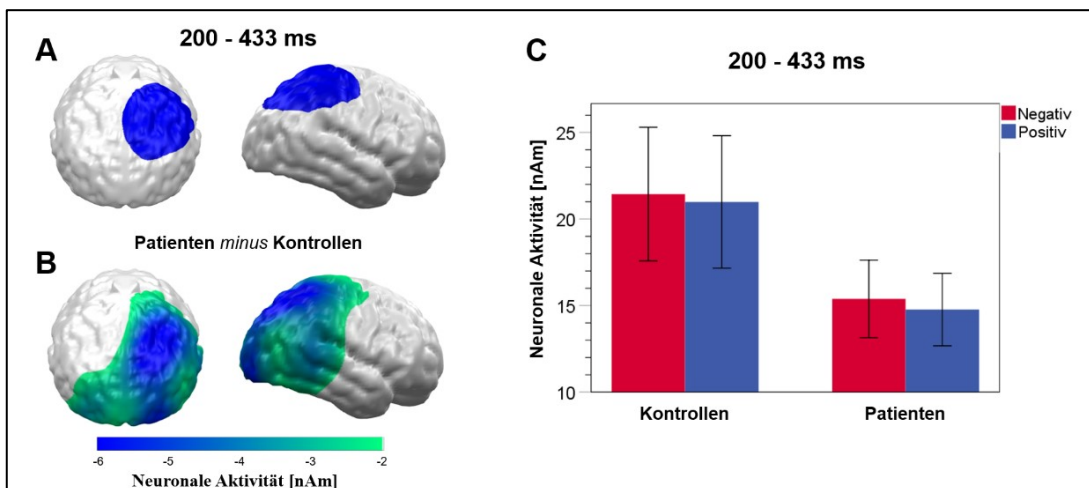 A
200 - 433 ms
Patienten minus Kontrollen
B
-6 -5 -4 -3 -2
Neuronale Aktivität [nAm]
C
200 - 433 ms
Negativ
Positiv
Neuronale Aktivität [nAm]
25
20
15
10
Kontrollen Patienten